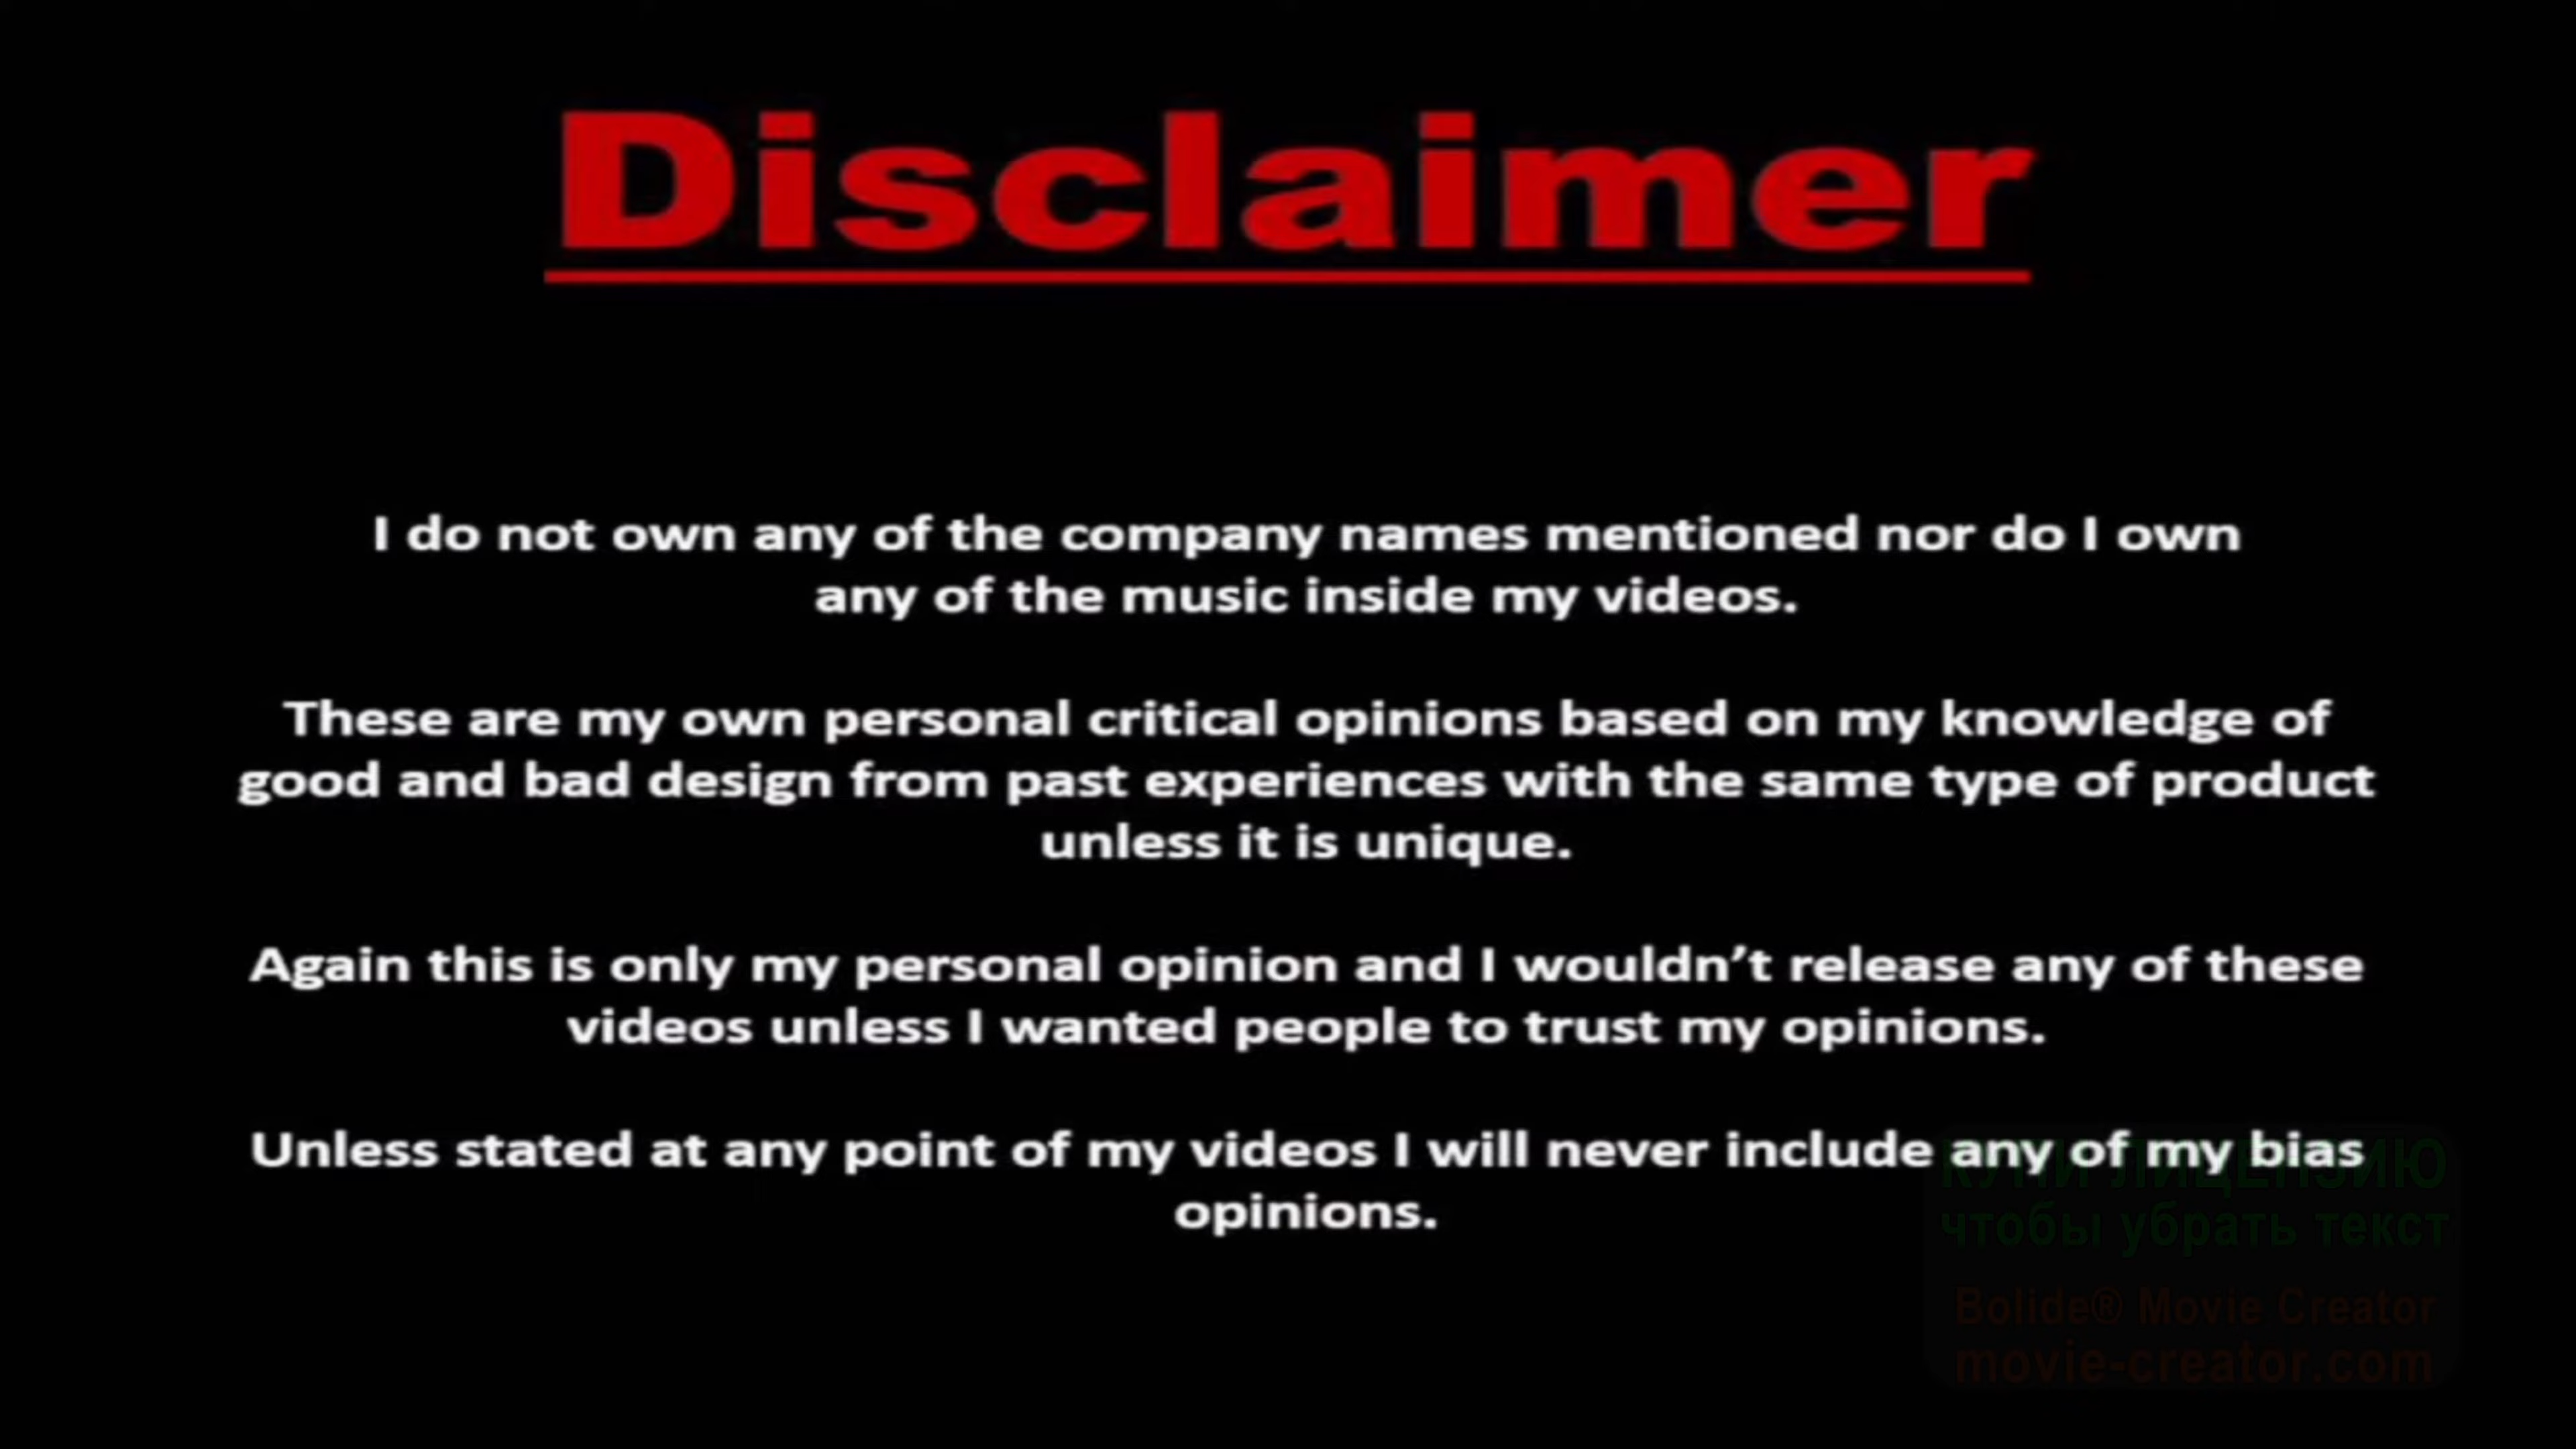 Disclaimer
I do not own any of the company names mentioned nor do I own
any of the music inside my videos.
These are my own personal critical opinions based on my knowledge of
good and bad design from past experiences with the same type of product
unless it is unique.
Again this is only my personal opinion and I wouldn’t release any of these
videos unless I wanted people to trust my opinions.
Unless stated at any point of my videos I will never include any of my bias
opinions.
КУПИ ЛИЦЕНЗИЮ
чтобы убрать текст
Bolide® Movie Creator
movie-creator.com